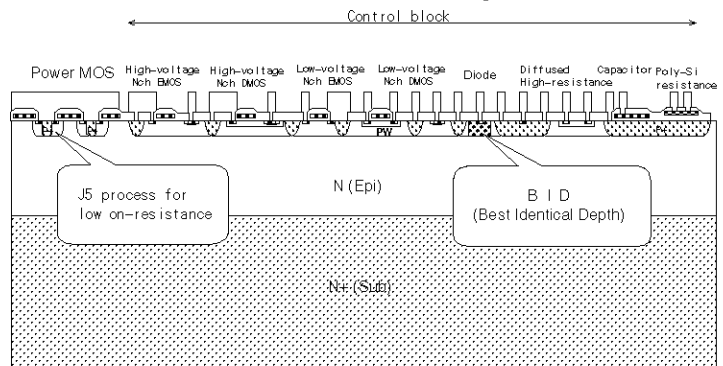 Control block
Power MOS
High-voltage
Nch EMOS
High-voltage
Nch DMOS
Low-voltage
Nch EMOS
Low-voltage
Nch DMOS
Diode
Diffused
High-resistance
Capacitor
Poly-Si
resistance
PW
J5 process for
low on-resistance
N (Epi)
B I D
(Best Identical Depth)
N+ (Sub)